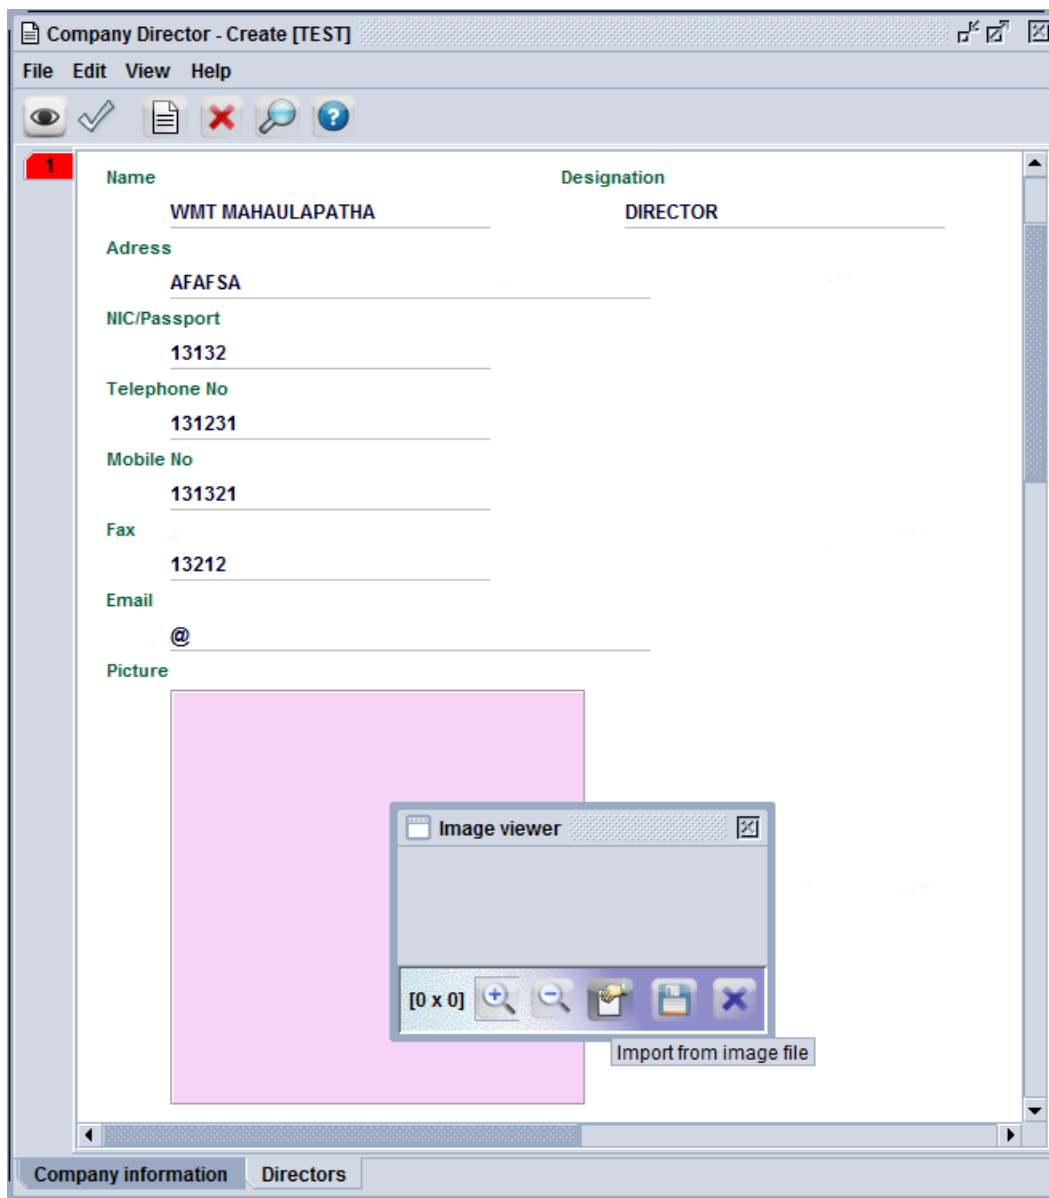 Company Director - Create [TEST]
File Edit View Help
1
Name Designation
WMT MAHAULAPATHA DIRECTOR
Adress
AFAFSA
NIC/Passport
13132
Telephone No
131231
Mobile No
131321
Fax
13212
Email
@
Picture
Image viewer
[0 x 0]
Import from image file
Company information Directors